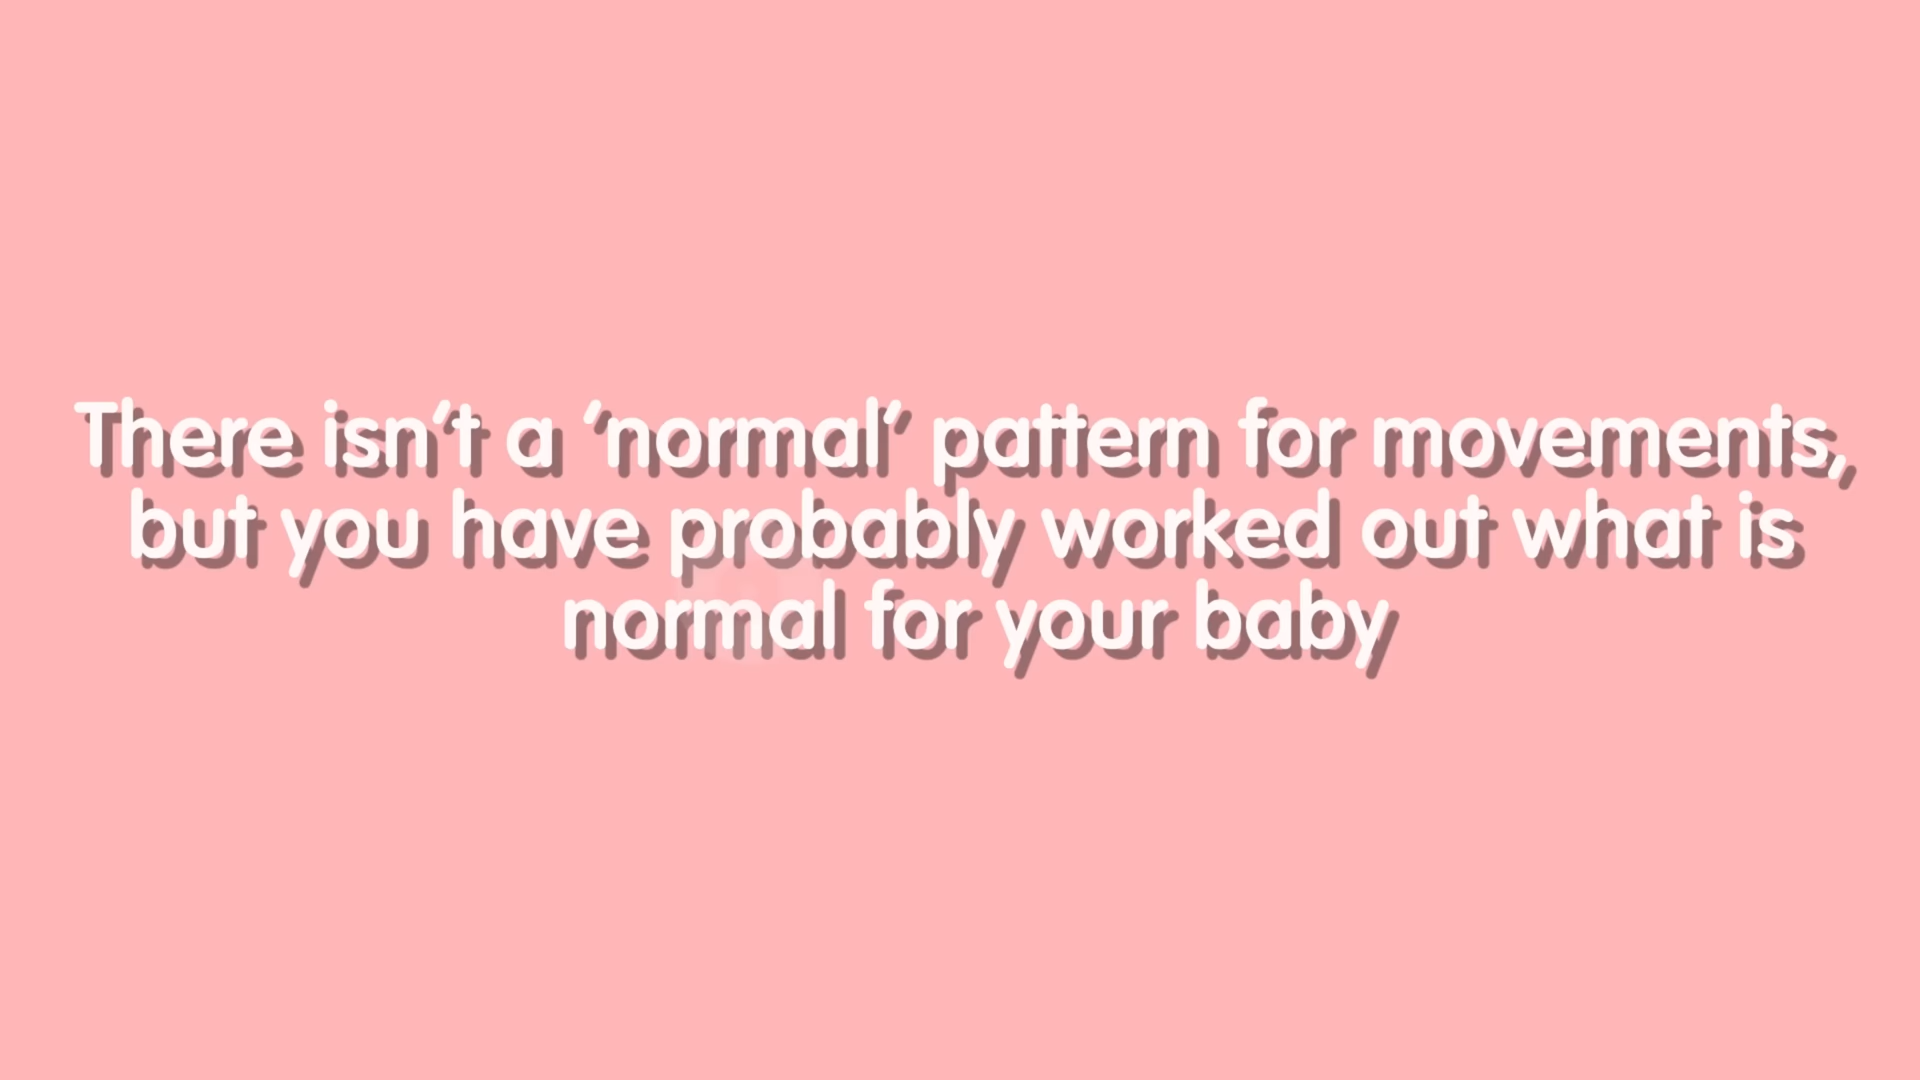 There isn't a 'normal' pattern for movements,
but you have probably worked out what is
normal for your baby